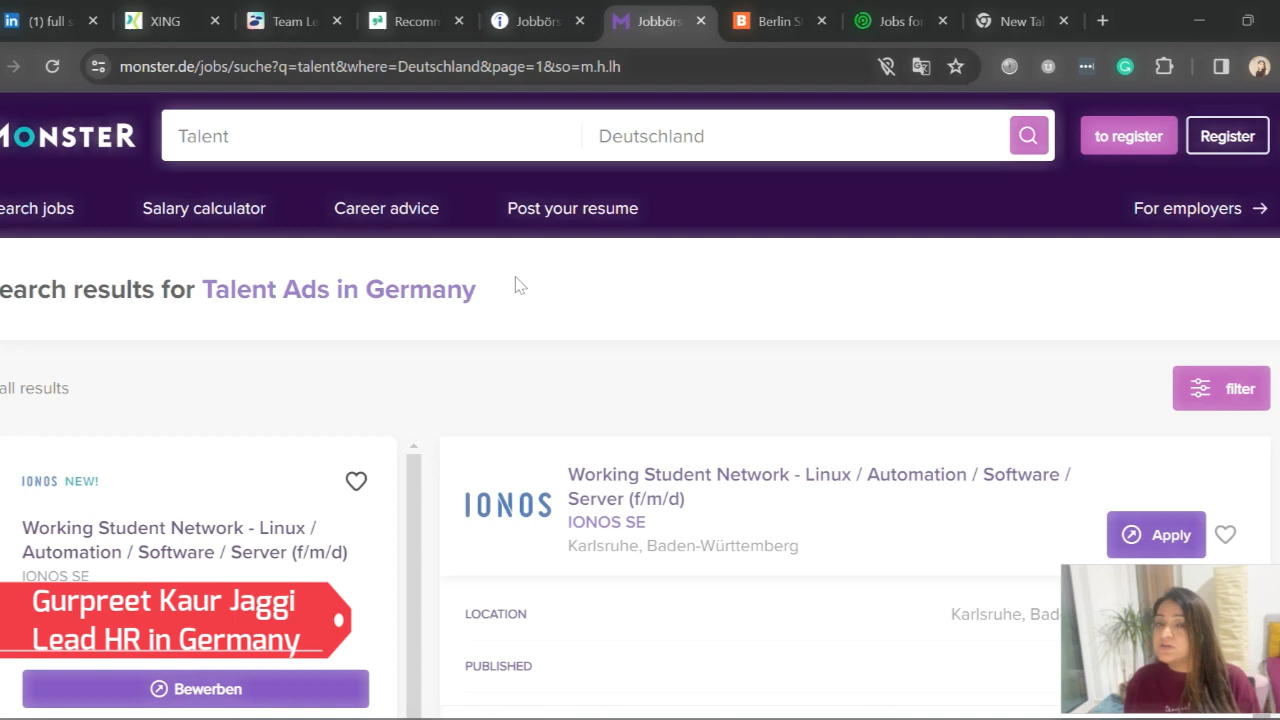 (1) full s
XING
Team Le
Recomm
Jobbörs
Jobbörs
Berlin S
Jobs for
New Tal
monster.de/jobs/suche?q=talent&where=Deutschland&page=1&so=m.h.lh
MONSTER
Talent
Deutschland
to register
Register
earch jobs
Salary calculator
Career advice
Post your resume
For employers
earch results for Talent Ads in Germany
all results
filter
IONOS NEW!
Working Student Network - Linux /
Automation / Software / Server (f/m/d)
IONOS SE
Gurpreet Kaur Jaggi
Lead HR in Germany
Bewerben
IONOS
Working Student Network - Linux / Automation / Software /
Server (f/m/d)
IONOS SE
Karlsruhe, Baden-Württemberg
Apply
LOCATION
Karlsruhe, Bad
PUBLISHED